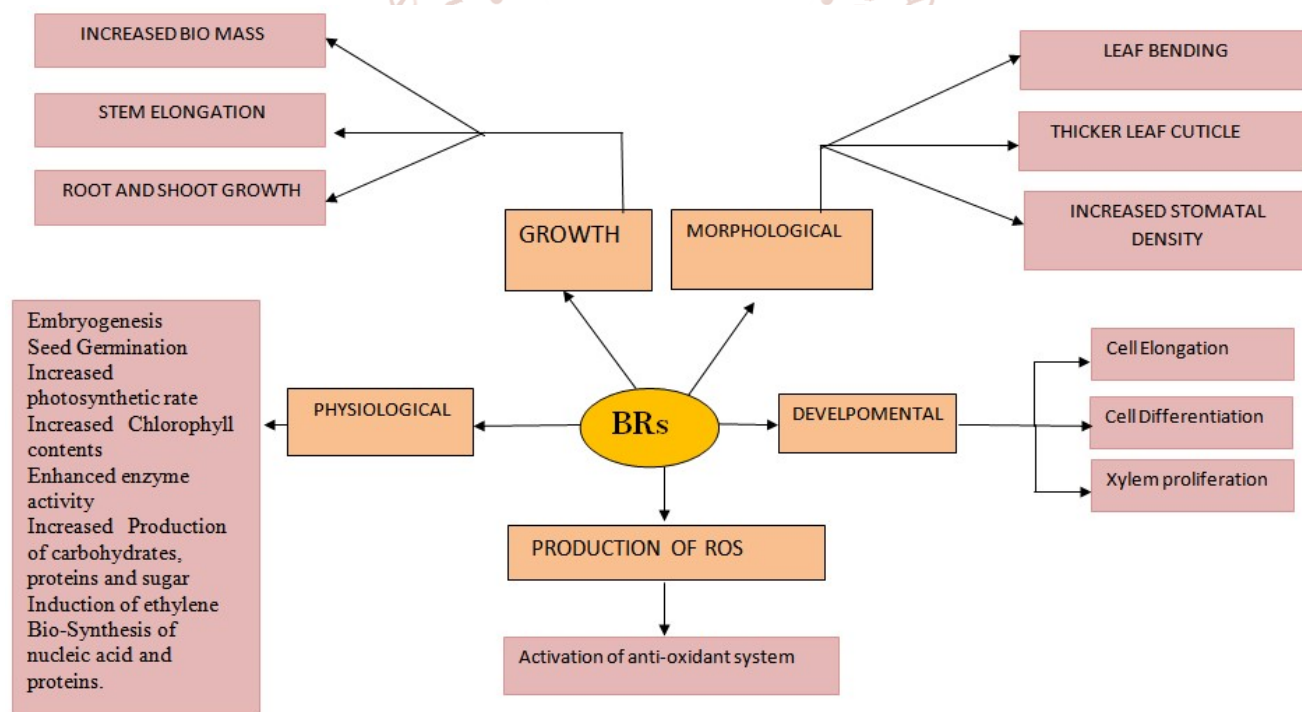 INCREASED BIO MASS
STEM ELONGATION
ROOT AND SHOOT GROWTH
LEAF BENDING
THICKER LEAF CUTICLE
INCREASED STOMATAL
DENSITY
GROWTH
MORPHOLOGICAL
Embryogenesis
Seed Germination
Increased
photosynthetic rate
Increased Chlorophyll
contents
Enhanced enzyme
activity
Increased Production
of carbohydrates,
proteins and sugar
Induction of ethylene
Bio-Synthesis of
nucleic acid and
proteins.
PHYSIOLOGICAL
BRs
DEVELPOMENTAL
Cell Elongation
Cell Differentiation
Xylem proliferation
PRODUCTION OF ROS
Activation of anti-oxidant system